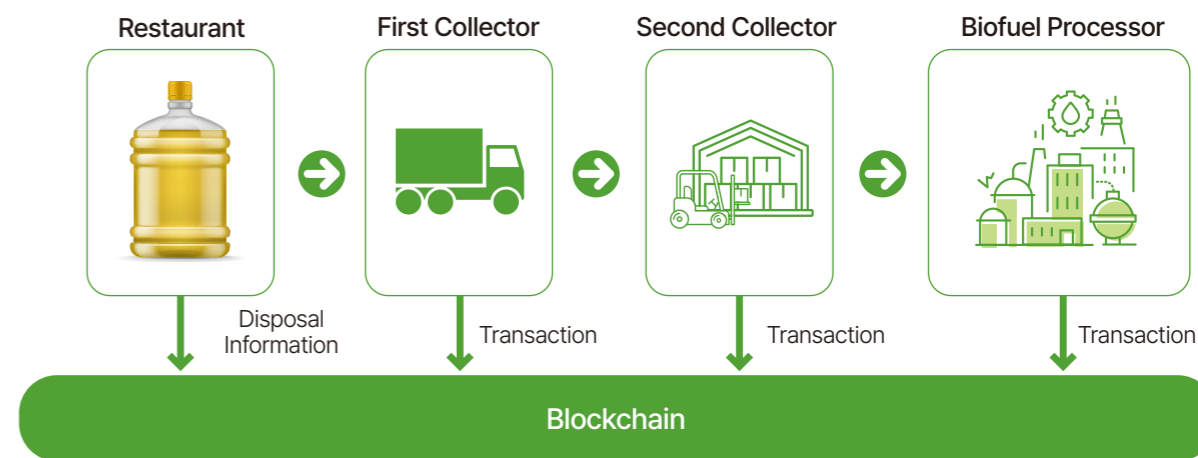 Restaurant
First Collector
Second Collector
Biofuel Processor
Disposal
Information
Transaction
Transaction
Transaction
Blockchain